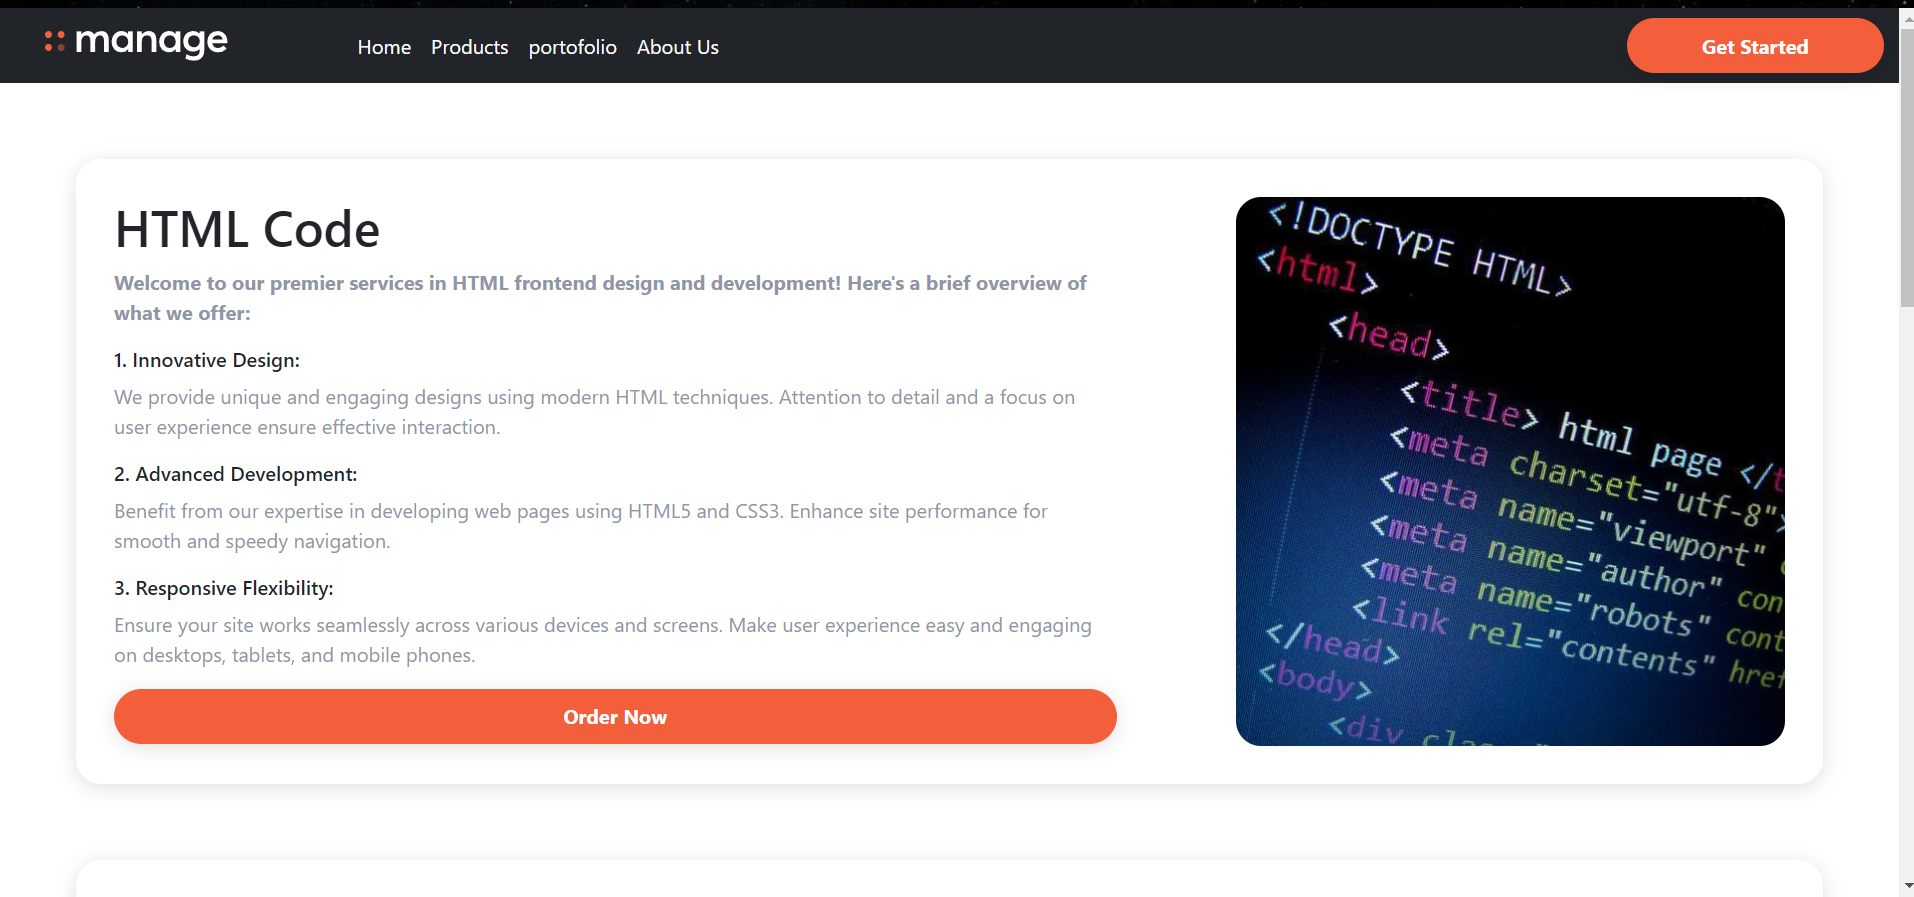 manage
Home Products portofolio About Us
Get Started
HTML Code
Welcome to our premier services in HTML frontend design and development! Here's a brief overview of
what we offer:
1. Innovative Design:
We provide unique and engaging designs using modern HTML techniques. Attention to detail and a focus on
user experience ensure effective interaction.
2. Advanced Development:
Benefit from our expertise in developing web pages using HTML5 and CSS3. Enhance site performance for
smooth and speedy navigation.
3. Responsive Flexibility:
Ensure your site works seamlessly across various devices and screens. Make user experience easy and engaging
on desktops, tablets, and mobile phones.
Order Now
<!DOCTYPE HTML>
<html>
<head>
<title> html page </t
<meta charset="utf-8">
<meta name="viewport"
<meta name="author" con
<meta name="robots" cont
<link rel="contents" href
</head>
<body>
<div